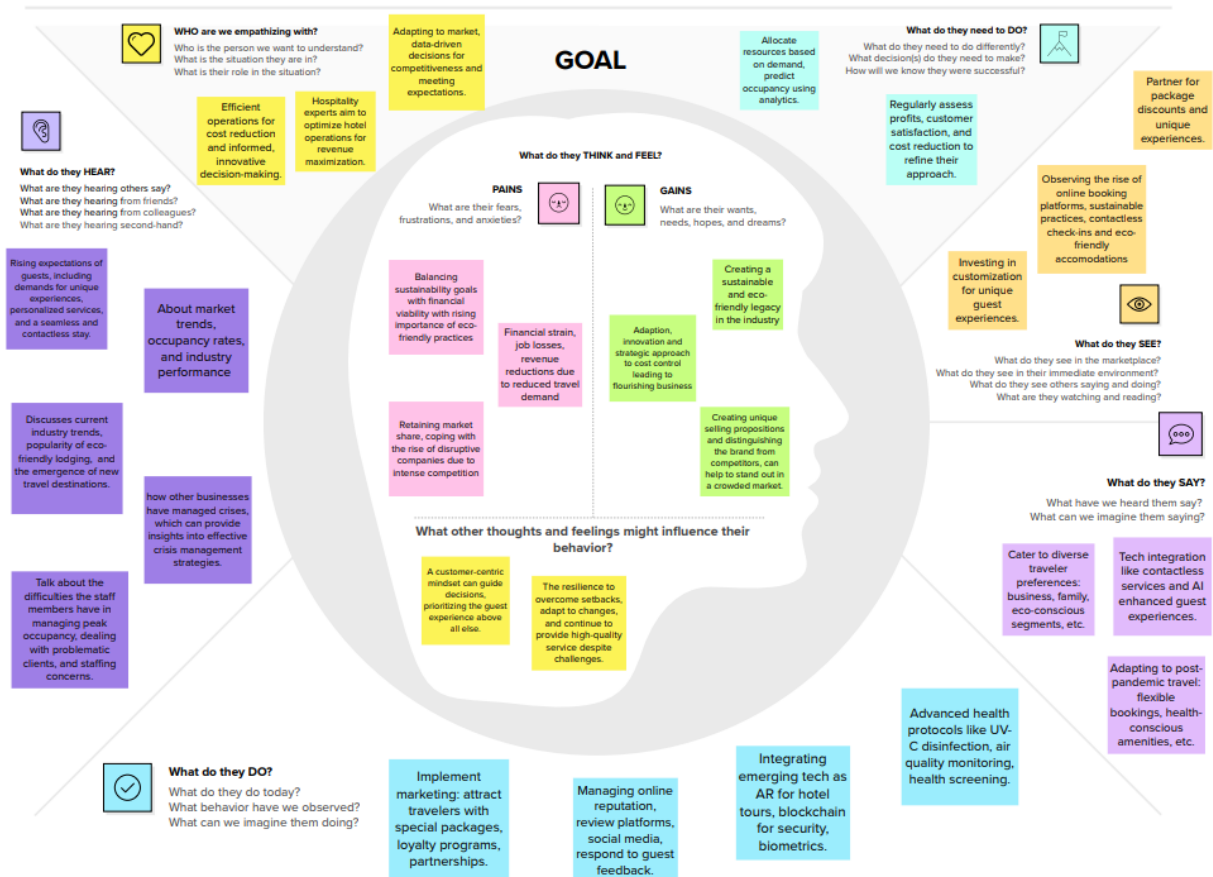 WHO are we empathizing with?
Who is the person we want to understand?
What is the situation they are in?
What is their role in the situation?
Adapting to market,
data-driven
decisions for
competitiveness and
meeting
expectations.
Efficient
operations for
cost reduction
and informed,
innovative
decision-making.
Hospitality
experts aim to
optimize hotel
operations for
revenue
maximization.
GOAL
Allocate
resources based
on demand,
predict
occupancy using
analytics.
What do they need to DO?
What do they need to do differently?
What decision(s) do they need to make?
How will we know they were successful?
Regularly assess
profits, customer
satisfaction, and
cost reduction to
refine their
approach.
Partner for
package
discounts and
unique
experiences.
Observing the rise of
online booking
platforms, sustainable
practices, contactless
check-ins and eco-
friendly
accomodations
Investing in
customization
for unique
guest
experiences.
What do they SEE?
What do they see in the marketplace?
What do they see in their immediate environment?
What do they see others saying and doing?
What are they watching and reading?
What do they HEAR?
What are they hearing others say?
What are they hearing from friends?
What are they hearing from colleagues?
What are they hearing second-hand?
Rising expectations of
guests, including
demands for unique
experiences,
personalized services,
and a seamless and
contactless stay.
About market
trends,
occupancy rates,
and industry
performance
Discusses current
industry trends,
popularity of eco-
friendly lodging, and
the emergence of new
travel destinations.
how other businesses
have managed crises,
which can provide
insights into effective
crisis management
strategies.
Talk about the
difficulties the staff
members have in
managing peak
occupancy, dealing
with problematic
clients, and staffing
concerns.
What do they THINK and FEEL?
PAINS
What are their fears,
frustrations, and anxieties?
GAINS
What are their wants,
needs, hopes, and dreams?
Balancing
sustainability goals
with financial
viability with rising
importance of eco-
friendly practices
Financial strain,
job losses,
revenue
reductions due
to reduced travel
demand
Retaining market
share, coping with
the rise of disruptive
companies due to
intense competition
Creating a
sustainable
and eco-
friendly legacy
in the industry
Adaption,
innovation and
strategic approach
to cost control
leading to
flourishing business
Creating unique
selling propositions
and distinguishing
the brand from
competitors, can
help to stand out in
a crowded market.
What other thoughts and feelings might influence their
behavior?
A customer-centric
mindset can guide
decisions,
prioritizing the guest
experience above
all else.
The resilience to
overcome setbacks,
adapt to changes,
and continue to
provide high-quality
service despite
challenges.
What do they SAY?
What have we heard them say?
What can we imagine them saying?
Cater to diverse
traveler
preferences:
business, family,
eco-conscious
segments, etc.
Tech integration
like contactless
services and AI
enhanced guest
experiences.
Adapting to post-
pandemic travel:
flexible
bookings, health-
conscious
amenities, etc.
What do they DO?
What do they do today?
What behavior have we observed?
What can we imagine them doing?
Implement
marketing: attract
travelers with
special packages,
loyalty programs,
partnerships.
Managing online
reputation,
review platforms,
social media,
respond to guest
feedback.
Integrating
emerging tech as
AR for hotel
tours, blockchain
for security,
biometrics.
Advanced health
protocols like UV-
C disinfection, air
quality monitoring,
health screening.